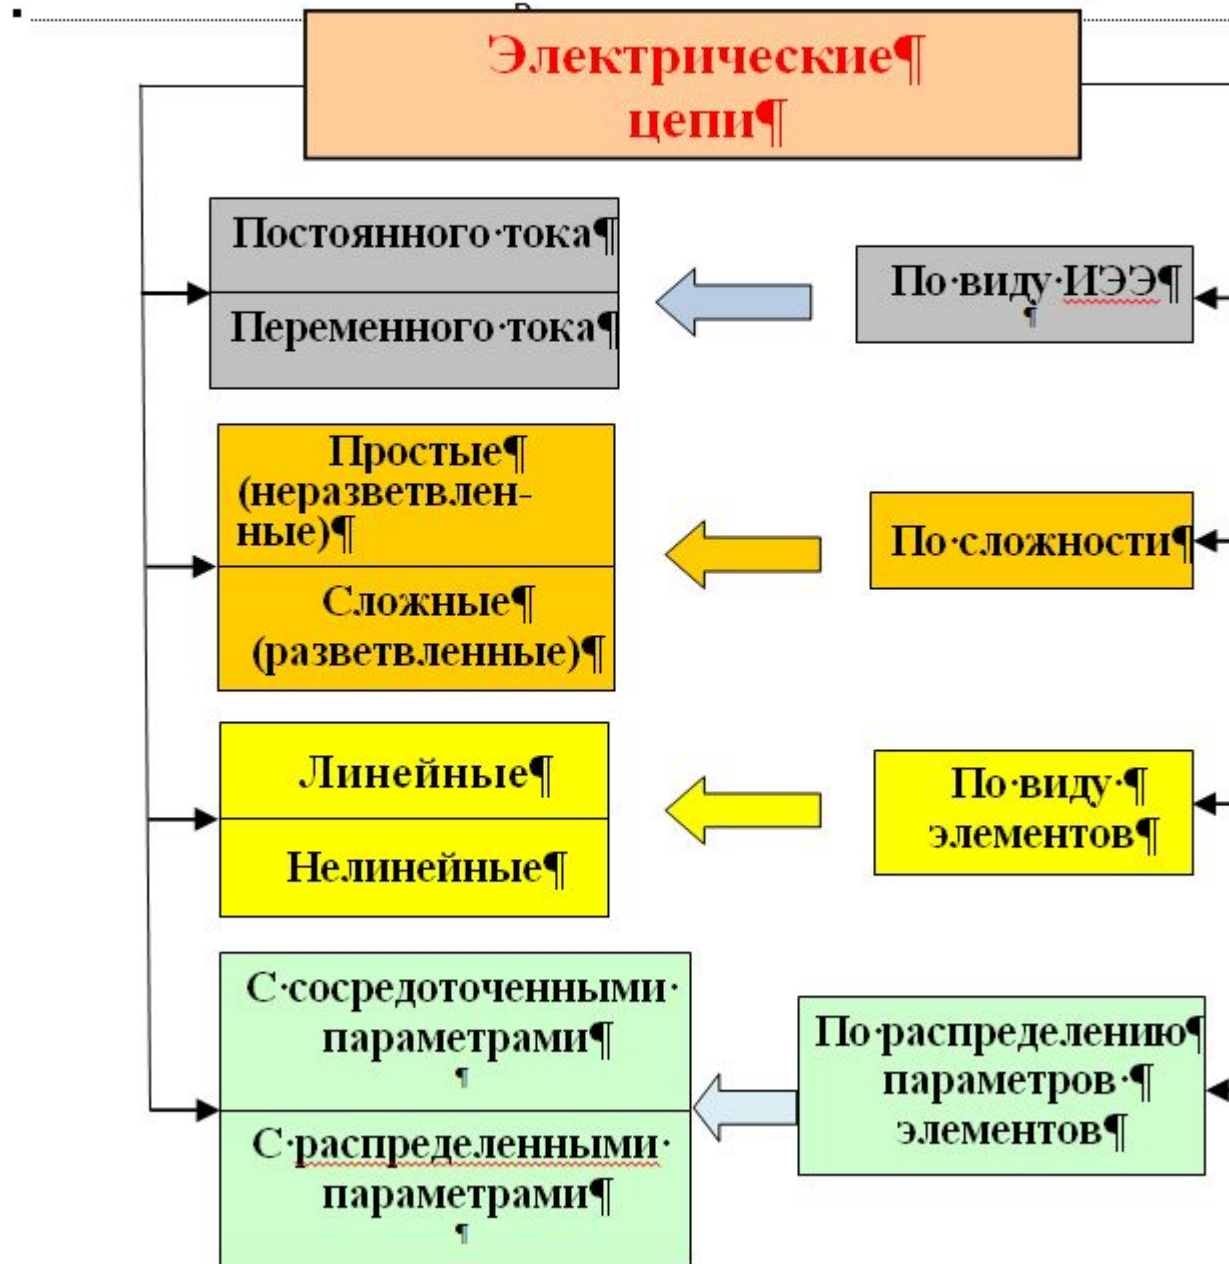 Электрические¶
цепи¶
Постоянного·тока¶
Переменного·тока¶
По·виду·ИЭЭ¶
¶
Простые¶
(неразветвлен-
ные)¶
Сложные¶
(разветвленные)¶
По·сложности¶
Линейные¶
Нелинейные¶
По·виду·¶
элементов¶
С·сосредоточенными·
параметрами¶
¶
С·распределенными·
параметрами¶
¶
По·распределению¶
параметров·¶
элементов¶